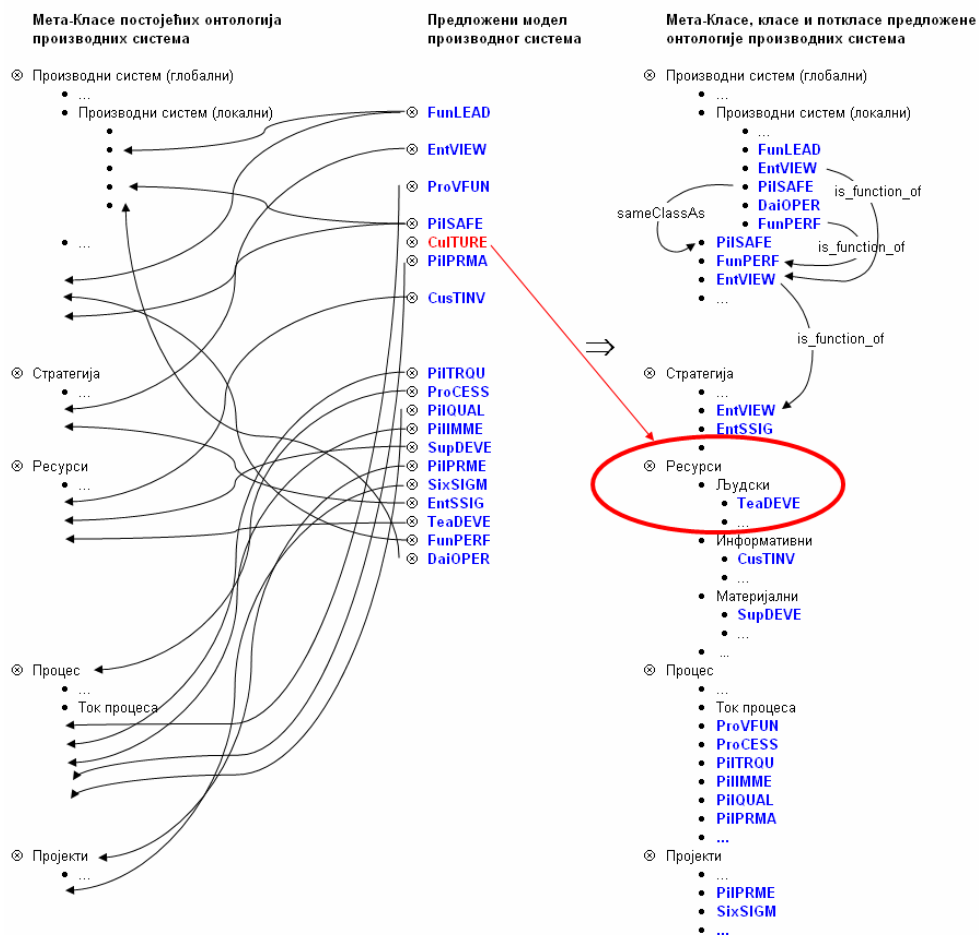 Мета-Класе постојећих онтологија
производних система
Производни систем (глобални)
...
Производни систем (локални)
...
Стратегија
...
Ресурси
...
Процес
...
Ток процеса
Пројекти
...
Предложени модел
производног система
FunLEAD
EntVIEW
ProVFUN
PilSAFE
CulTURE
PilPRMA
CusTINV
PilTRQU
ProCESS
PilQUAL
PilIMME
SupDEVE
PilPRME
SixSIGM
EntSSIG
TeaDEVE
FunPERF
DaiOPER
⇒
Мета-Класе, класе и поткласе предложене
онтологије производних система
Производни систем (глобални)
...
Производни систем (локални)
...
FunLEAD
EntVIEW
PilSAFE
DaiOPER
FunPERF
is_function_of
sameClassAs
is_function_of
PilSAFE
FunPERF
EntVIEW
...
is_function_of
Стратегија
...
EntVIEW
EntSSIG
Ресурси
Људски
TeaDEVE
...
Информативни
CusTINV
...
Материјални
SupDEVE
...
...
Процес
...
Ток процеса
ProVFUN
ProCESS
PilTRQU
PilIMME
PilQUAL
PilPRMA
...
Пројекти
...
PilPRME
SixSIGM
...